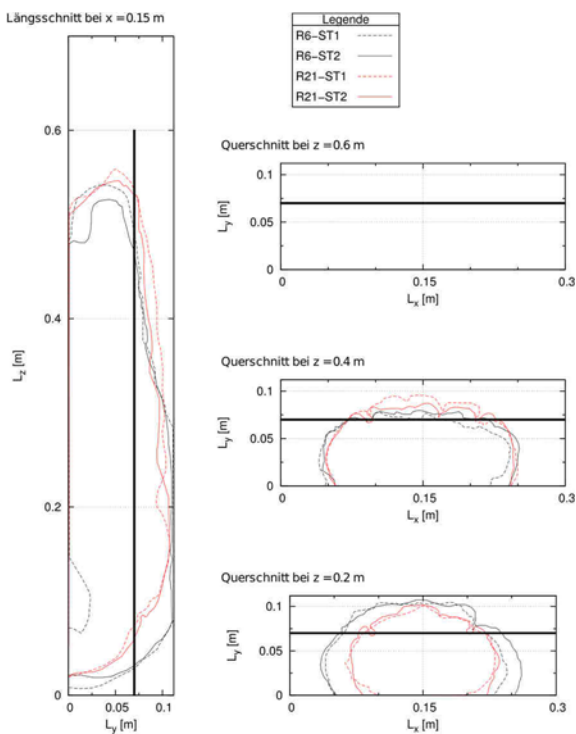 Längsschnitt bei x = 0.15 m
0.6
0.4
0.2
0
L_z [m]
0
0.05
0.1
L_y [m]
Legende
R6-ST1
R6-ST2
R21-ST1
R21-ST2
Querschnitt bei z = 0.6 m
0.1
0.05
0
L_y [m]
0
0.15
0.3
L_x [m]
Querschnitt bei z = 0.4 m
0.1
0.05
0
L_y [m]
0
0.15
0.3
L_x [m]
Querschnitt bei z = 0.2 m
0.1
0.05
0
L_y [m]
0
0.15
0.3
L_x [m]